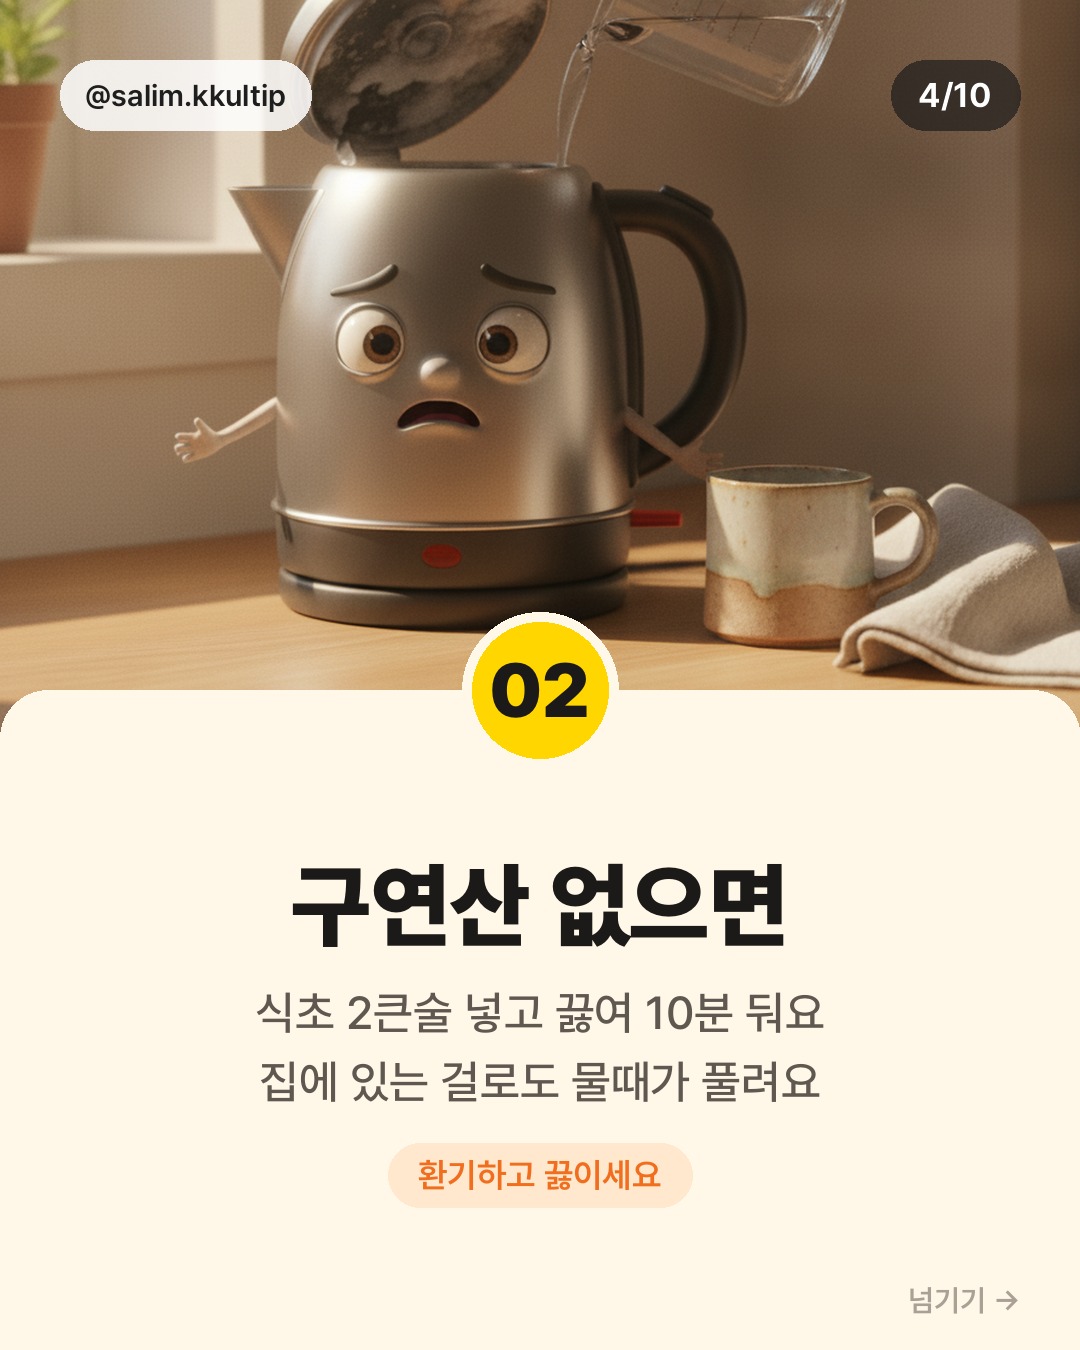 @salim.kkultip
4/10
02
구연산 없으면
식초 2큰술 넣고 끓여 10분 둬요
집에 있는 걸로도 물때가 풀려요
환기하고 끓이세요
넘기기 →